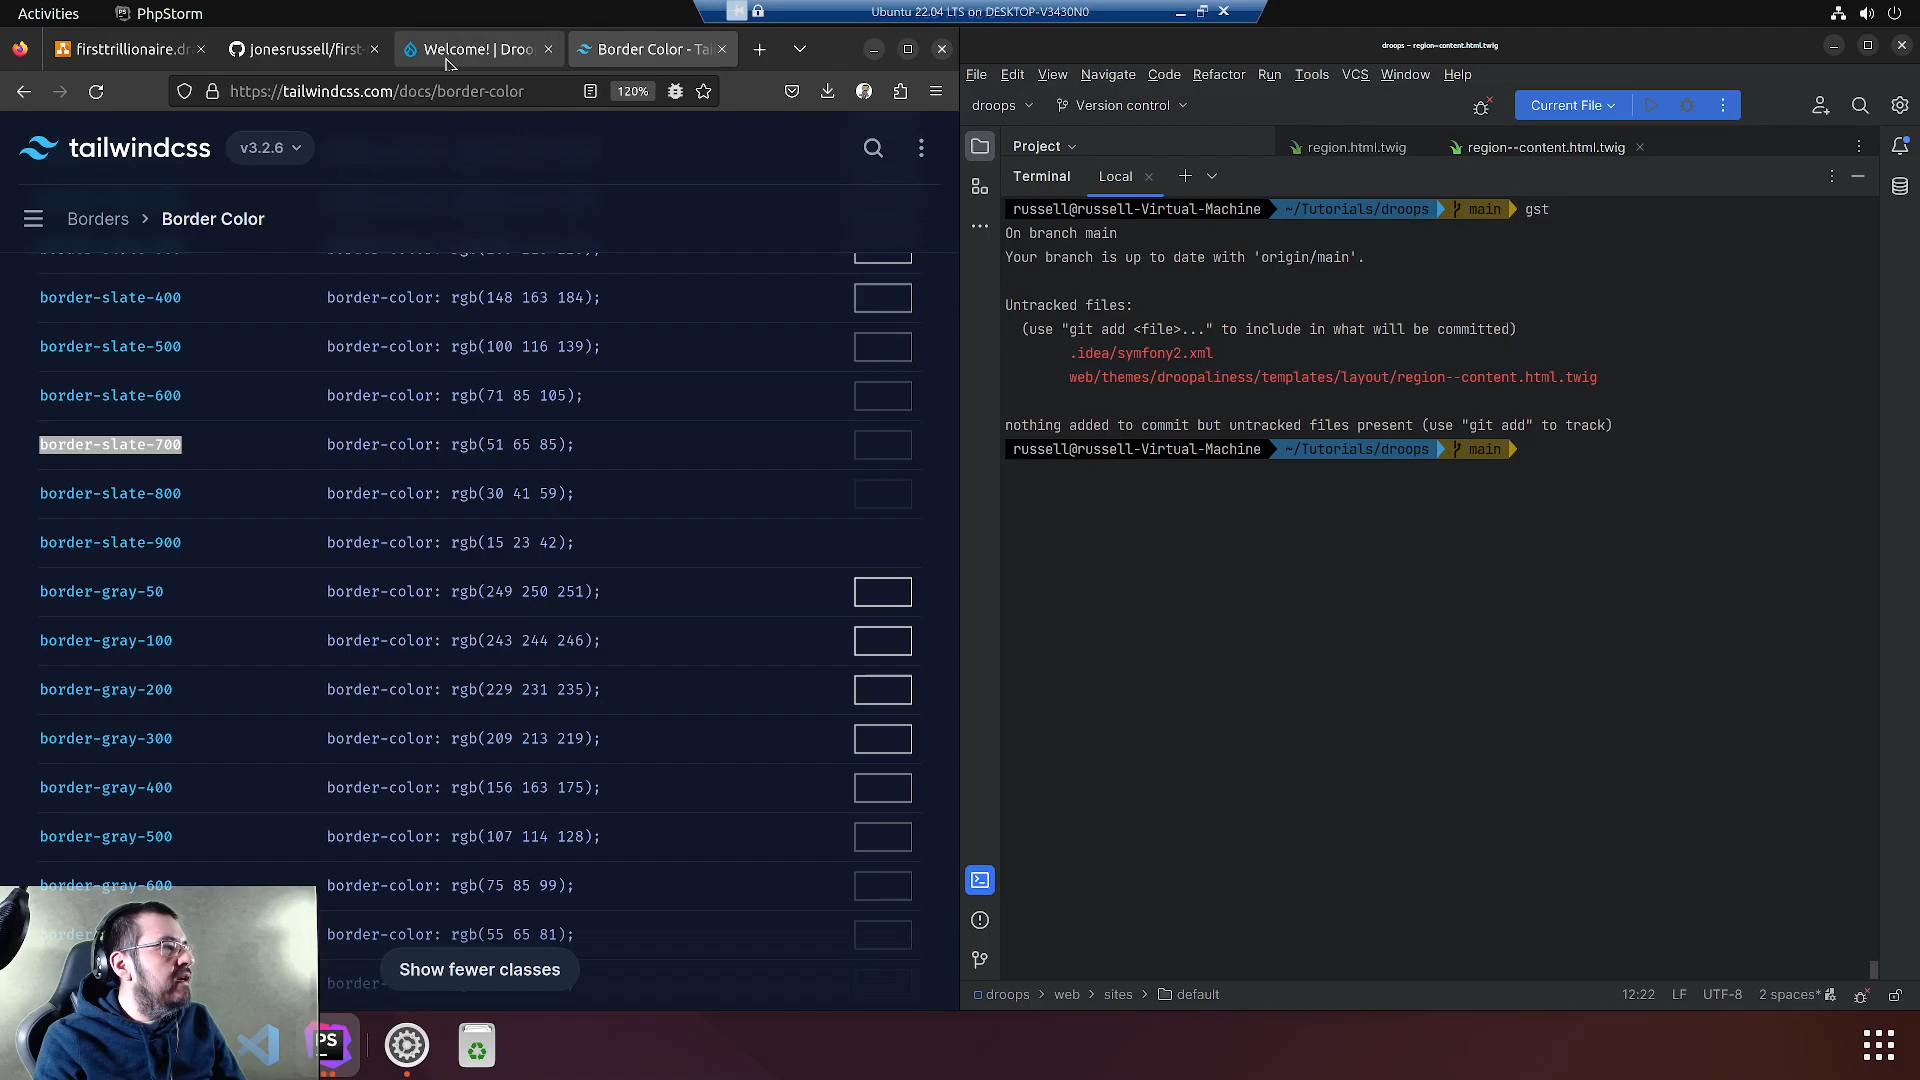 Activities
PhpStorm
Ubuntu 22.04 LTS on DESKTOP-V3430N0
firsttrillionaire.dr
jonesrussell/first-
Welcome! | Droo
Border Color - Tai
https://tailwindcss.com/docs/border-color
120%
tailwindcss
v3.2.6
Borders > Border Color
border-slate-400 border-color: rgb(148 163 184);
border-slate-500 border-color: rgb(100 116 139);
border-slate-600 border-color: rgb(71 85 105);
border-slate-700 border-color: rgb(51 65 85);
border-slate-800 border-color: rgb(30 41 59);
border-slate-900 border-color: rgb(15 23 42);
border-gray-50 border-color: rgb(249 250 251);
border-gray-100 border-color: rgb(243 244 246);
border-gray-200 border-color: rgb(229 231 235);
border-gray-300 border-color: rgb(209 213 219);
border-gray-400 border-color: rgb(156 163 175);
border-gray-500 border-color: rgb(107 114 128);
border-gray-600 border-color: rgb(75 85 99);
border-color: rgb(55 65 81);
Show fewer classes
droops – region--content.html.twig
File Edit View Navigate Code Refactor Run Tools VCS Window Help
droops Version control Current File
Project region.html.twig region--content.html.twig
Terminal Local
russell@russell-Virtual-Machine ~/Tutorials/droops main gst
On branch main
Your branch is up to date with 'origin/main'.
Untracked files:
(use "git add <file>..." to include in what will be committed)
.idea/symfony2.xml
web/themes/droopaliness/templates/layout/region--content.html.twig
nothing added to commit but untracked files present (use "git add" to track)
russell@russell-Virtual-Machine ~/Tutorials/droops main
droops > web > sites > default
12:22 LF UTF-8 2 spaces*
PS